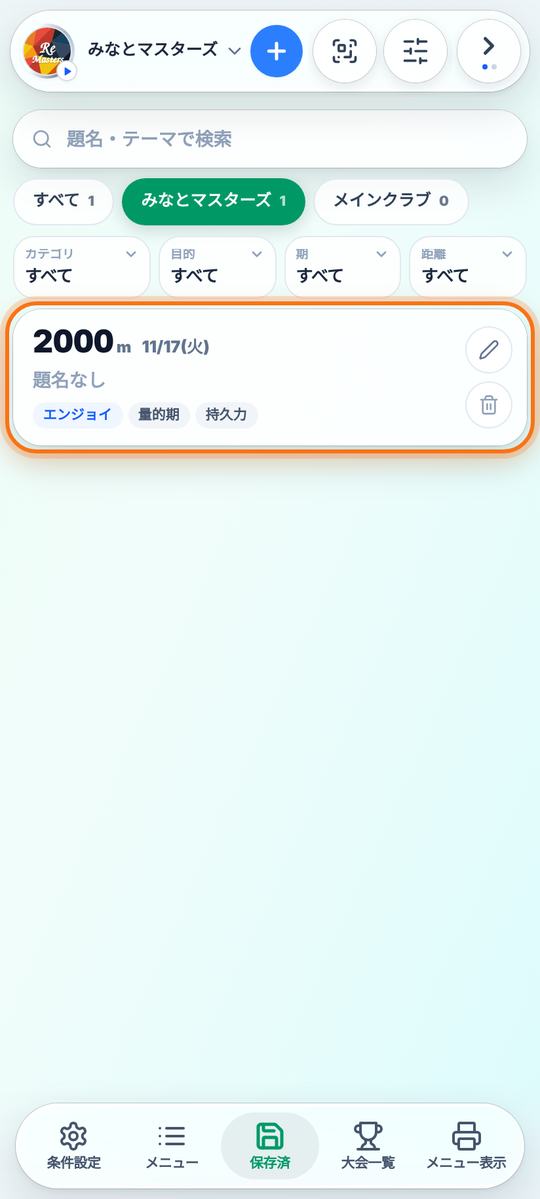 Re
Masters
みなとマスターズ
題名・テーマで検索
すべて 1
みなとマスターズ 1
メインクラブ 0
カテゴリ
すべて
目的
すべて
期
すべて
距離
すべて
2000m 11/17(火)
題名なし
エンジョイ 量的期 持久力
条件設定
メニュー
保存済
大会一覧
メニュー表示